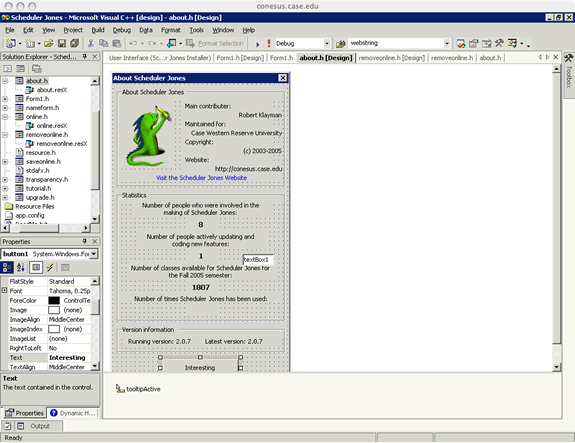 conesus.case.edu
Scheduler Jones - Microsoft Visual C++ [design] - about.h [Design]
File Edit View Project Build Debug Data Format Tools Window Help
Format Selection Debug webstring
Solution Explorer - Sched...
User Interface (Sc...r Jones Installer) Form1.h [Design] Form1.h about.h [Design] removeonline.h [Design] removeonline.h about.h
Toolbox
about.h
about.resX
Form1.h
nameform.h
online.h
online.resX
removeonline.h
removeonline.resX
resource.h
saveonline.h
stdafx.h
transparency.h
tutorial.h
upgrade.h
Resource Files
app.config
About Scheduler Jones
About Scheduler Jones
Main contributor:
Robert Klayman
Maintained for:
Case Western Reserve University
Copyright:
(c) 2003-2005
Website:
http://conesus.case.edu
Visit the Scheduler Jones Website
Statistics
Number of people who were involved in the
making of Scheduler Jones:
8
Number of people actively updating and
coding new features:
1
textBox1
Number of classes available for Scheduler Jones for
the Fall 2005 semester:
1807
Number of times Scheduler Jones has been used:
Version information
Running version: 2.0.7 Latest version: 2.0.7
Interesting
tooltipActive
Properties
button1 System.Windows.Fo
FlatStyle Standard
Font Tahoma, 8.25p
ForeColor ControlTe
Image (none)
ImageAlign MiddleCenter
ImageIndex (none)
ImageList (none)
RightToLeft No
Text Interesting
TextAlign MiddleCenter
Text
The text contained in the control.
Properties Dynamic H...
Output
Ready